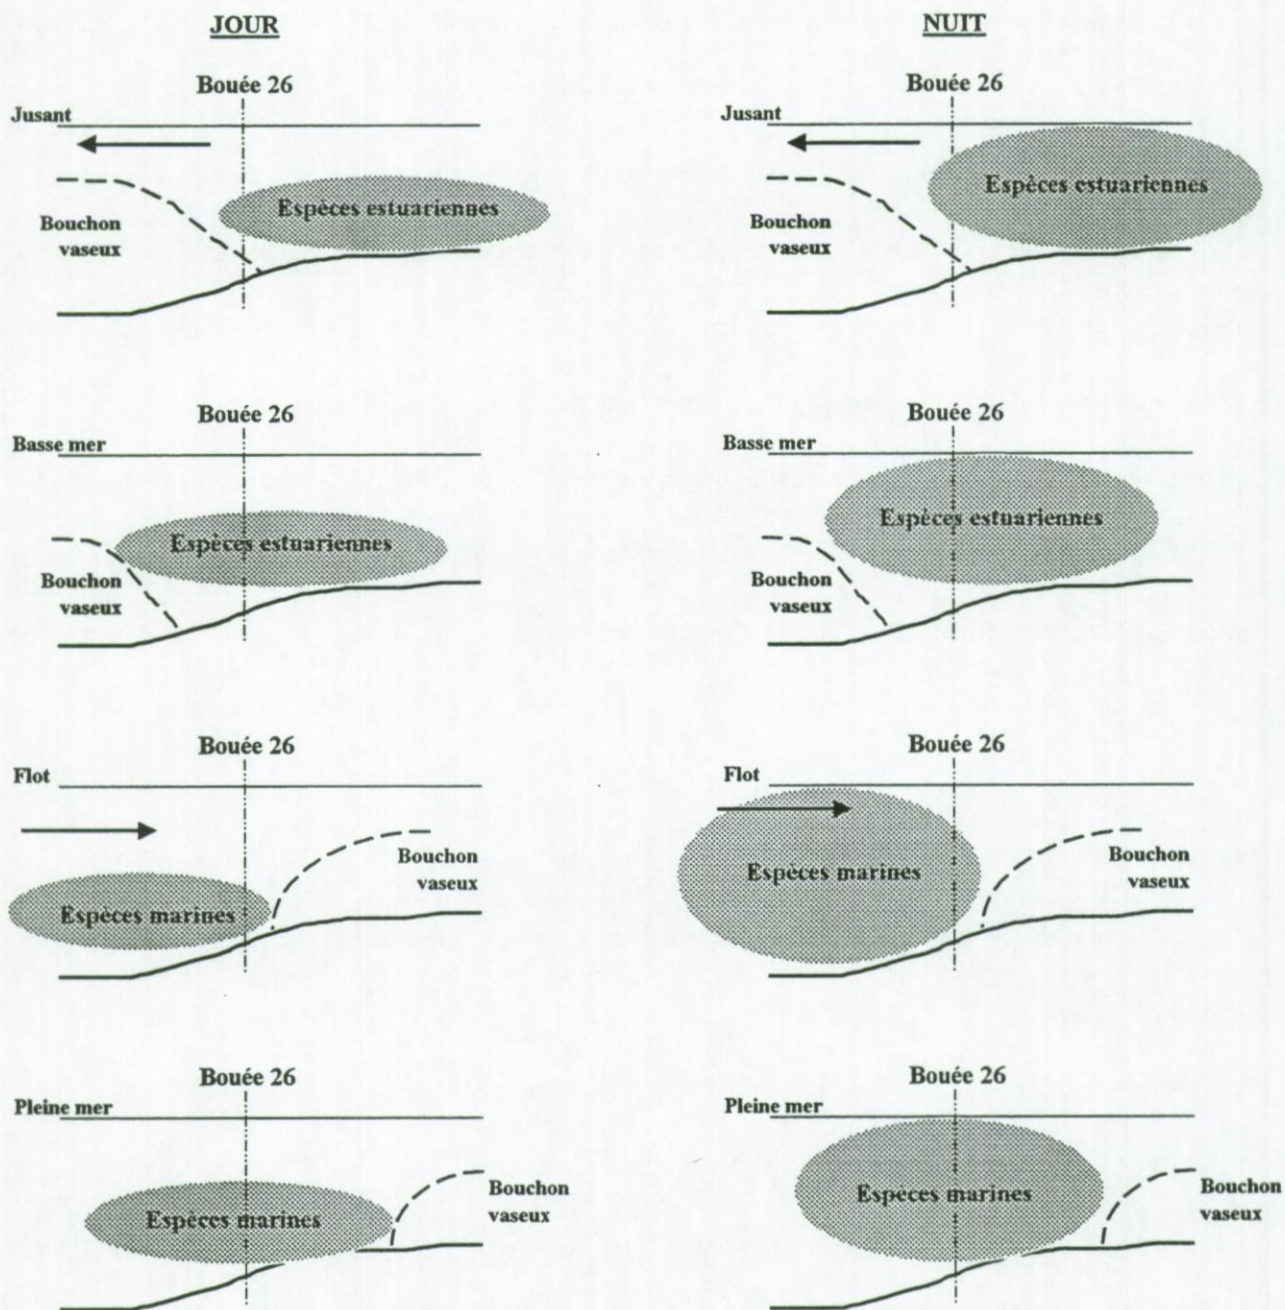 JOUR
NUIT
Bouée 26
Jusant
Bouchon
vaseux
Espèces estuariennes
Bouée 26
Jusant
Bouchon
vaseux
Espèces estuariennes
Bouée 26
Basse mer
Espèces estuariennes
Bouchon
vaseux
Bouée 26
Basse mer
Espèces estuariennes
Bouchon
vaseux
Bouée 26
Flot
Bouchon
vaseux
Espèces marines
Bouée 26
Flot
Bouchon
vaseux
Espèces marines
Bouée 26
Pleine mer
Bouchon
vaseux
Espèces marines
Bouée 26
Pleine mer
Bouchon
vaseux
Espèces marines